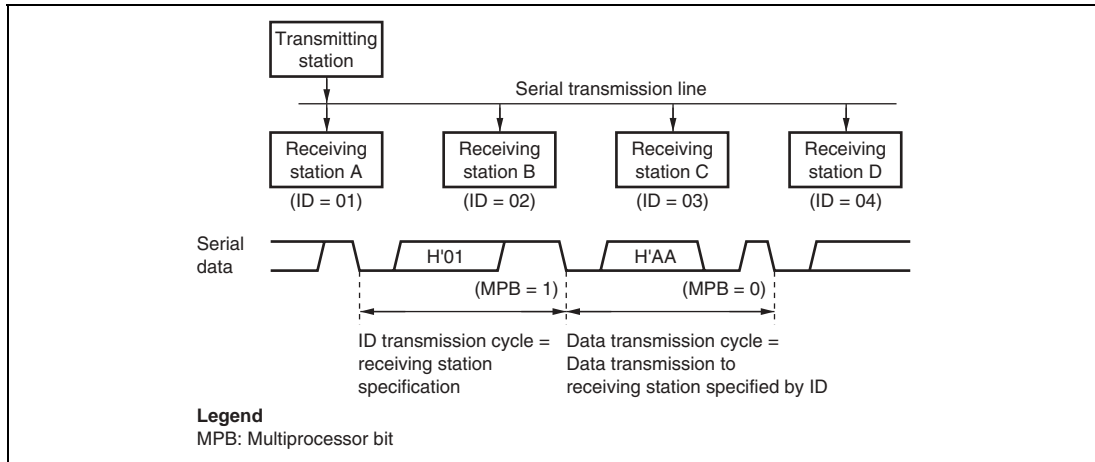 Transmitting
station
Serial transmission line
Receiving
station A
Receiving
station B
Receiving
station C
Receiving
station D
(ID = 01)
(ID = 02)
(ID = 03)
(ID = 04)
Serial
data
H'01
H'AA
(MPB = 1)
(MPB = 0)
ID transmission cycle =
receiving station
specification
Data transmission cycle =
Data transmission to
receiving station specified by ID
Legend
MPB: Multiprocessor bit